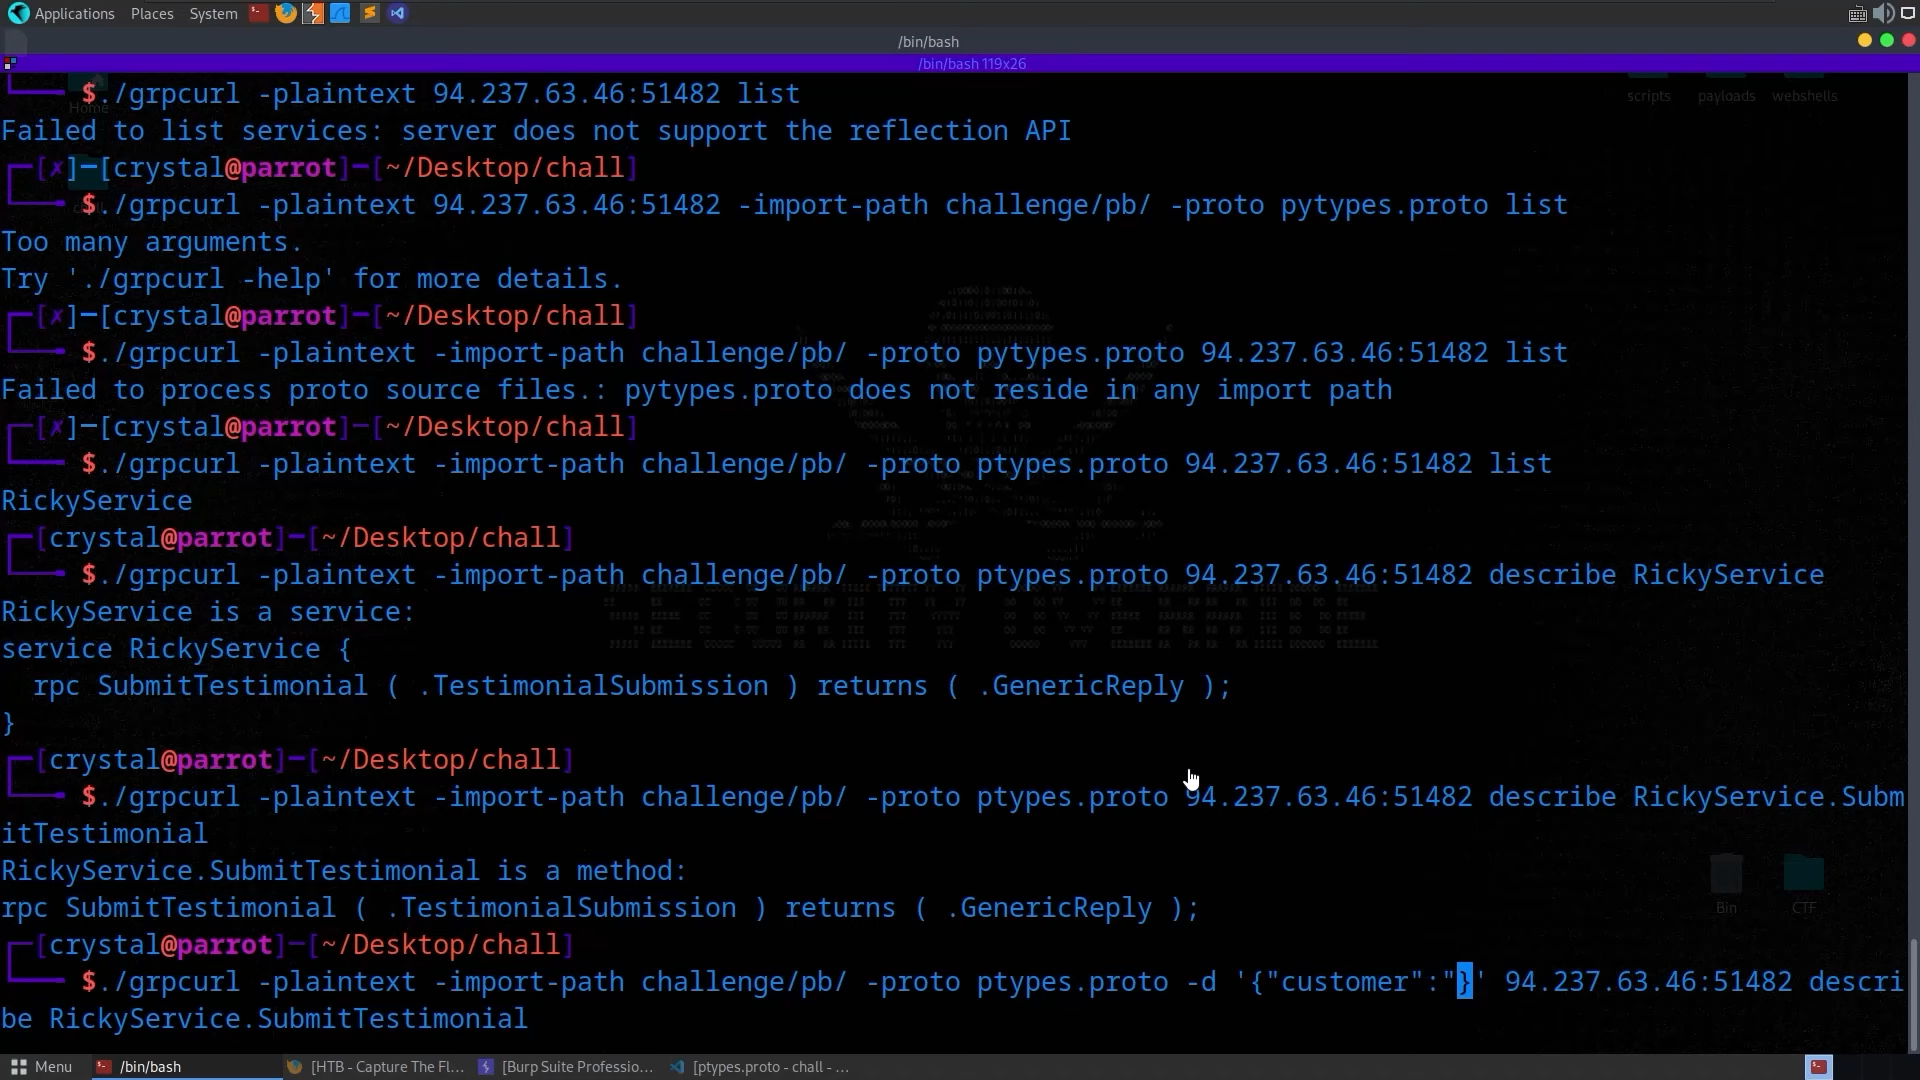 Applications Places System
/bin/bash
/bin/bash 119x26
Home
scripts payloads webshells
$./grpcurl -plaintext 94.237.63.46:51482 list
Failed to list services: server does not support the reflection API
[✗]─[crystal@parrot]─[~/Desktop/chall]
$./grpcurl -plaintext 94.237.63.46:51482 -import-path challenge/pb/ -proto pytypes.proto list
Too many arguments.
Try './grpcurl -help' for more details.
[✗]─[crystal@parrot]─[~/Desktop/chall]
$./grpcurl -plaintext -import-path challenge/pb/ -proto pytypes.proto 94.237.63.46:51482 list
Failed to process proto source files.: pytypes.proto does not reside in any import path
[✗]─[crystal@parrot]─[~/Desktop/chall]
$./grpcurl -plaintext -import-path challenge/pb/ -proto ptypes.proto 94.237.63.46:51482 list
RickyService
[crystal@parrot]─[~/Desktop/chall]
$./grpcurl -plaintext -import-path challenge/pb/ -proto ptypes.proto 94.237.63.46:51482 describe RickyService
RickyService is a service:
service RickyService {
  rpc SubmitTestimonial ( .TestimonialSubmission ) returns ( .GenericReply );
}
[crystal@parrot]─[~/Desktop/chall]
$./grpcurl -plaintext -import-path challenge/pb/ -proto ptypes.proto 94.237.63.46:51482 describe RickyService.Subm
itTestimonial
RickyService.SubmitTestimonial is a method:
rpc SubmitTestimonial ( .TestimonialSubmission ) returns ( .GenericReply );
[crystal@parrot]─[~/Desktop/chall]
$./grpcurl -plaintext -import-path challenge/pb/ -proto ptypes.proto -d '{"customer":"}' 94.237.63.46:51482 descri
be RickyService.SubmitTestimonial
Bin CTF
Menu /bin/bash [HTB - Capture The Fl... [Burp Suite Professio... [ptypes.proto - chall - ...